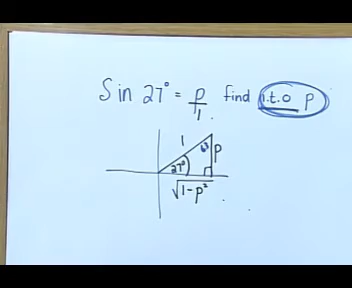 Sin 27° = p/1 find i.t.o p
1
63
p
27°
√1-p²